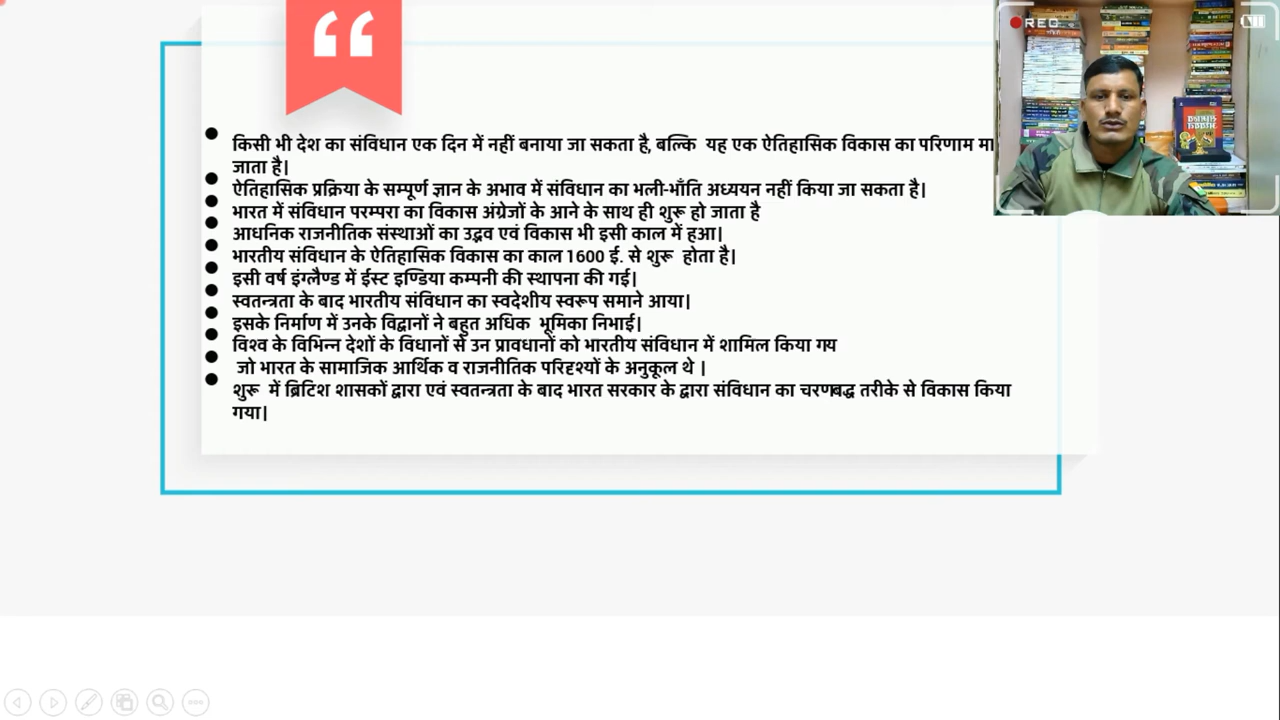 REC
किसी भी देश का संविधान एक दिन में नहीं बनाया जा सकता है, बल्कि यह एक ऐतिहासिक विकास का परिणाम मा
जाता है।
ऐतिहासिक प्रक्रिया के सम्पूर्ण ज्ञान के अभाव में संविधान का भली-भाँति अध्ययन नहीं किया जा सकता है।
भारत में संविधान परम्परा का विकास अंग्रेजों के आने के साथ ही शुरू हो जाता है
आधनिक राजनीतिक संस्थाओं का उद्भव एवं विकास भी इसी काल में हआ।
भारतीय संविधान के ऐतिहासिक विकास का काल 1600 ई. से शुरू होता है।
इसी वर्ष इंग्लैण्ड में ईस्ट इण्डिया कम्पनी की स्थापना की गई।
स्वतन्त्रता के बाद भारतीय संविधान का स्वदेशीय स्वरूप समाने आया।
इसके निर्माण में उनके विद्वानों ने बहुत अधिक भूमिका निभाई।
विश्व के विभिन्न देशों के विधानों से उन प्रावधानों को भारतीय संविधान में शामिल किया गय
जो भारत के सामाजिक आर्थिक व राजनीतिक परिदृश्यों के अनुकूल थे ।
शुरू में ब्रिटिश शासकों द्वारा एवं स्वतन्त्रता के बाद भारत सरकार के द्वारा संविधान का चरणबद्ध तरीके से विकास किया
गया।